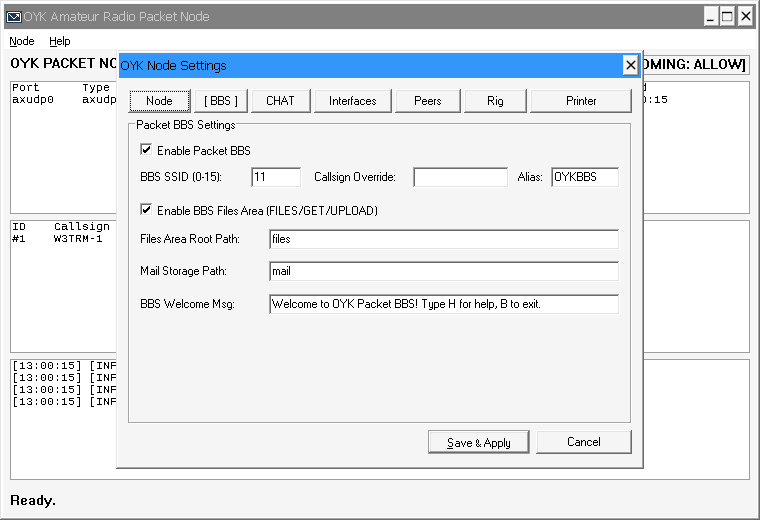 OYK Amateur Radio Packet Node
Node Help
OYK PACKET NO
OMING: ALLOW]
OYK Node Settings
Port Type
axudp0 axudp
d
0:15
Node [ BBS ] CHAT Interfaces Peers Rig Printer
Packet BBS Settings
Enable Packet BBS
BBS SSID (0-15): 11 Callsign Override: Alias: OYKBBS
Enable BBS Files Area (FILES/GET/UPLOAD)
ID Callsign
#1 W3TRM-1
Files Area Root Path: files
Mail Storage Path: mail
BBS Welcome Msg: Welcome to OYK Packet BBS! Type H for help, B to exit.
[13:00:15] [INF
[13:00:15] [INF
[13:00:15] [INF
[13:00:15] [INF
Save & Apply Cancel
Ready.